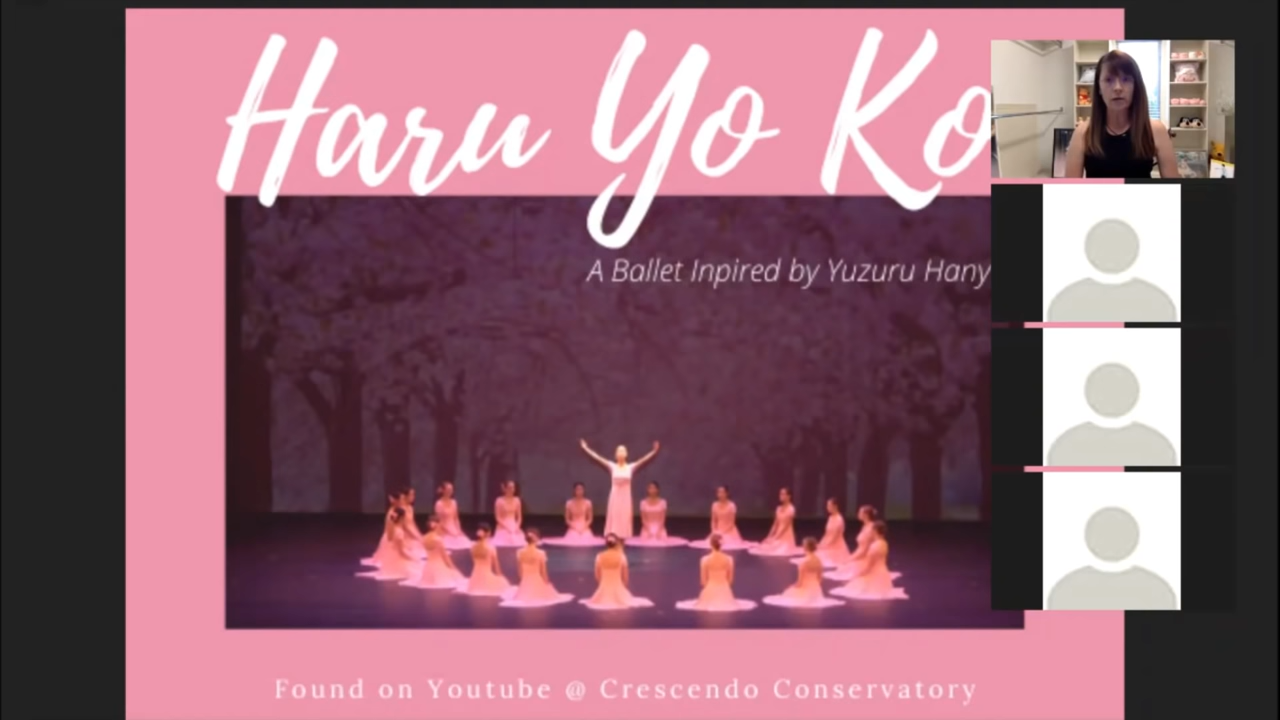 Haru Yo Ko
A Ballet Inpired by Yuzuru Hany
Found on Youtube @ Crescendo Conservatory